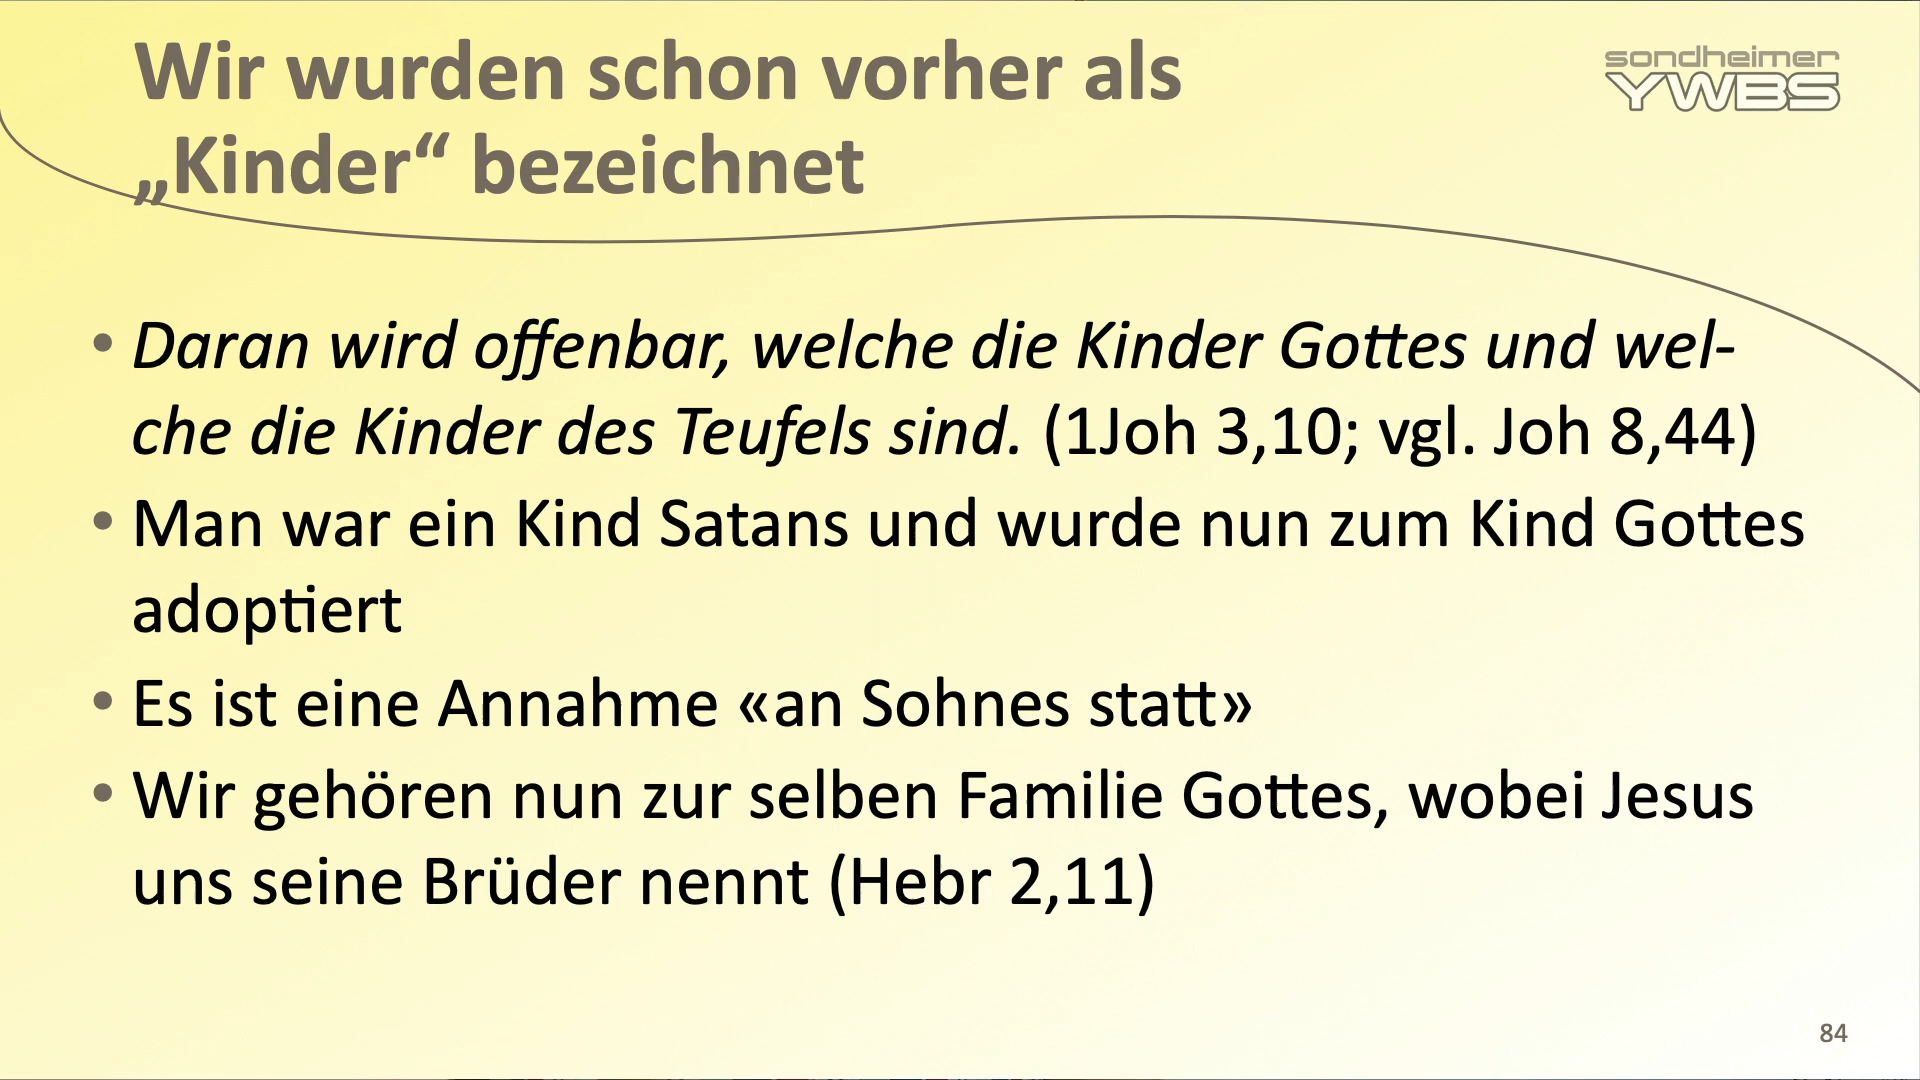 Wir wurden schon vorher als
„Kinder“ bezeichnet
sondheimer
YWBS
• Daran wird offenbar, welche die Kinder Gottes und wel-
che die Kinder des Teufels sind. (1Joh 3,10; vgl. Joh 8,44)
• Man war ein Kind Satans und wurde nun zum Kind Gottes
adoptiert
• Es ist eine Annahme «an Sohnes statt»
• Wir gehören nun zur selben Familie Gottes, wobei Jesus
uns seine Brüder nennt (Hebr 2,11)
84